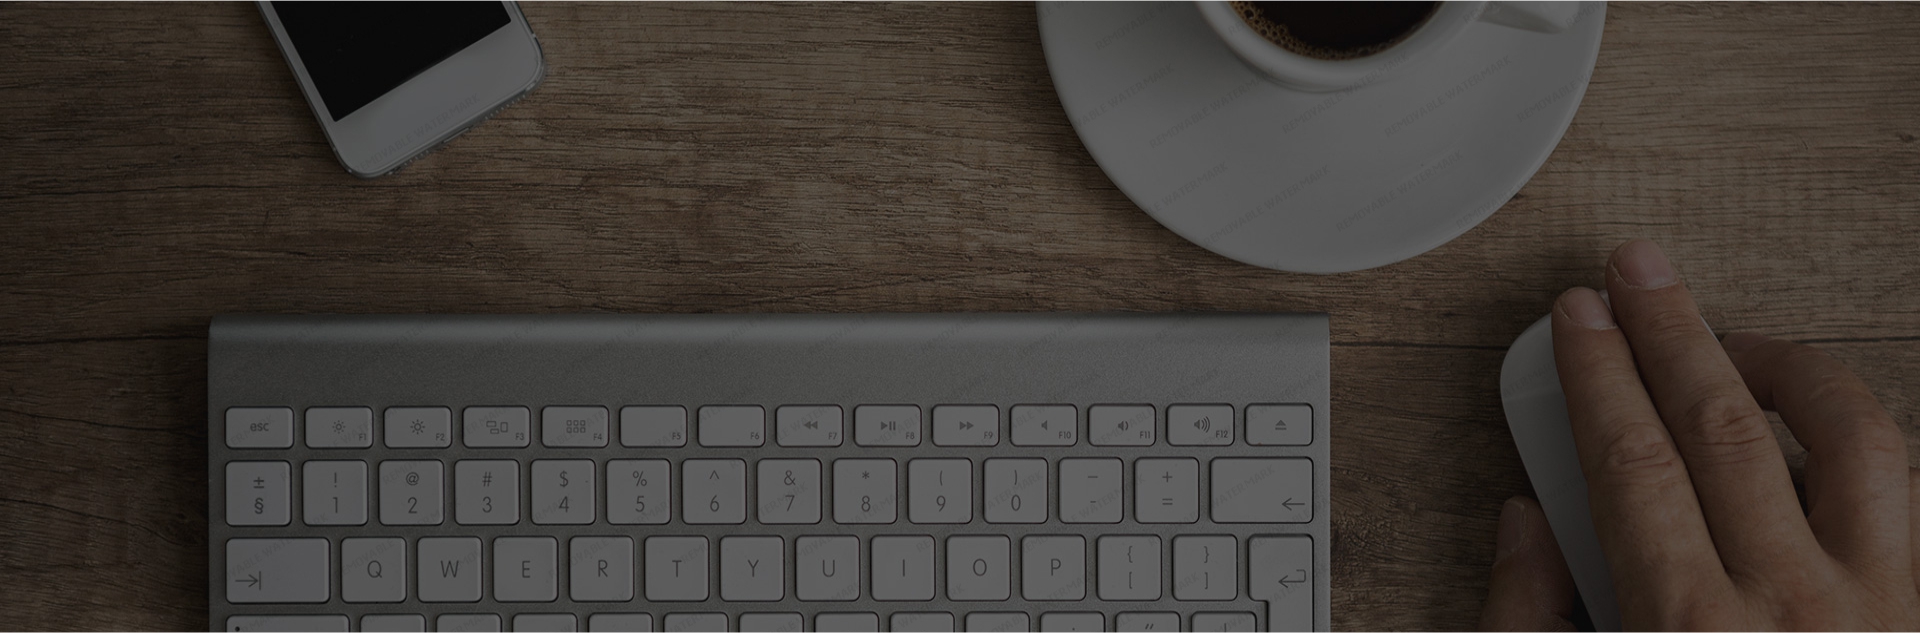 REMOVABLE WATERMARK
esc F1 F2 F3 F4 F5 F6 F7 F8 F9 F10 F11 F12
± ! @ # $ % ^ & * ( ) – +
§ 1 2 3 4 5 6 7 8 9 0 - =
Q W E R T Y U I O P { }
[ ]